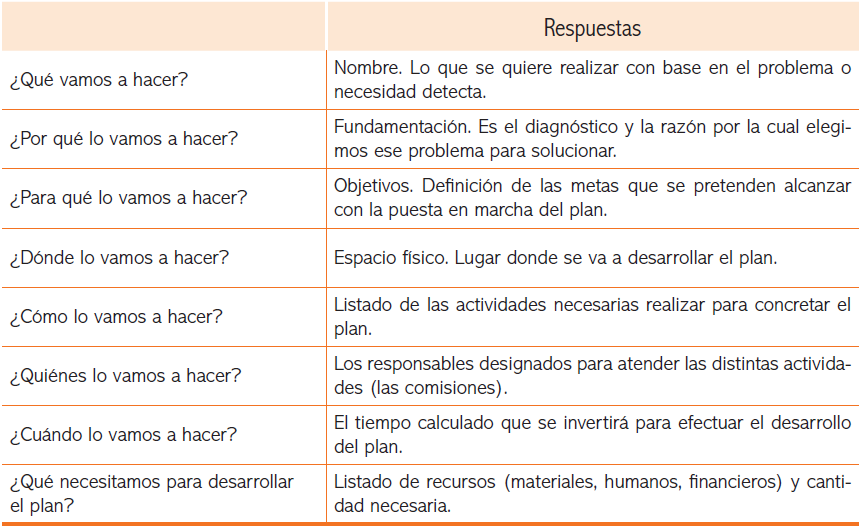 Respuestas
¿Qué vamos a hacer?
Nombre. Lo que se quiere realizar con base en el problema o
necesidad detecta.
¿Por qué lo vamos a hacer?
Fundamentación. Es el diagnóstico y la razón por la cual elegi-
mos ese problema para solucionar.
¿Para qué lo vamos a hacer?
Objetivos. Definición de las metas que se pretenden alcanzar
con la puesta en marcha del plan.
¿Dónde lo vamos a hacer?
Espacio físico. Lugar donde se va a desarrollar el plan.
¿Cómo lo vamos a hacer?
Listado de las actividades necesarias realizar para concretar el
plan.
¿Quiénes lo vamos a hacer?
Los responsables designados para atender las distintas activida-
des (las comisiones).
¿Cuándo lo vamos a hacer?
El tiempo calculado que se invertirá para efectuar el desarrollo
del plan.
¿Qué necesitamos para desarrollar
el plan?
Listado de recursos (materiales, humanos, financieros) y canti-
dad necesaria.